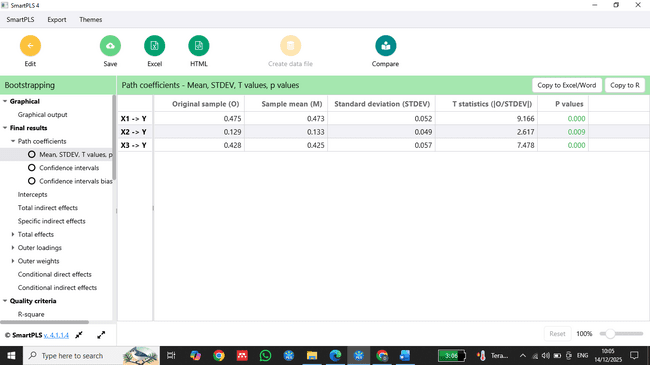 SmartPLS 4
SmartPLS Export Themes
Edit Save Excel HTML Create data file Compare
Bootstrapping
Graphical
Graphical output
Final results
Path coefficients
Mean, STDEV, T values, p
Confidence intervals
Confidence intervals bias
Intercepts
Total indirect effects
Specific indirect effects
Total effects
Outer loadings
Outer weights
Conditional direct effects
Conditional indirect effects
Quality criteria
R-square
Path coefficients - Mean, STDEV, T values, p values Copy to Excel/Word Copy to R
Original sample (O) Sample mean (M) Standard deviation (STDEV) T statistics (|O/STDEV|) P values
X1 -> Y 0.475 0.473 0.052 9.166 0.000
X2 -> Y 0.129 0.133 0.049 2.617 0.009
X3 -> Y 0.428 0.425 0.057 7.478 0.000
Reset 100%
© SmartPLS v. 4.1.1.4
Type here to search 3:06 Tera... ENG 10:05
14/12/2025